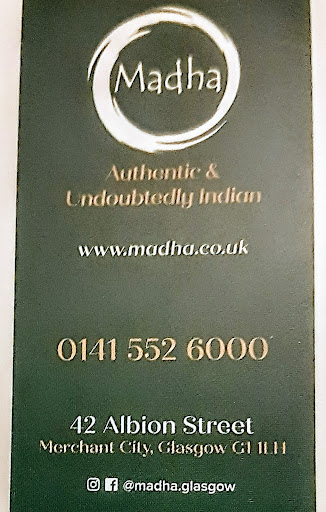 Madha
Authentic &
Undoubtedly Indian
www.madha.co.uk
0141 552 6000
42 Albion Street
Merchant City, Glasgow G1 1LH
@madha.glasgow